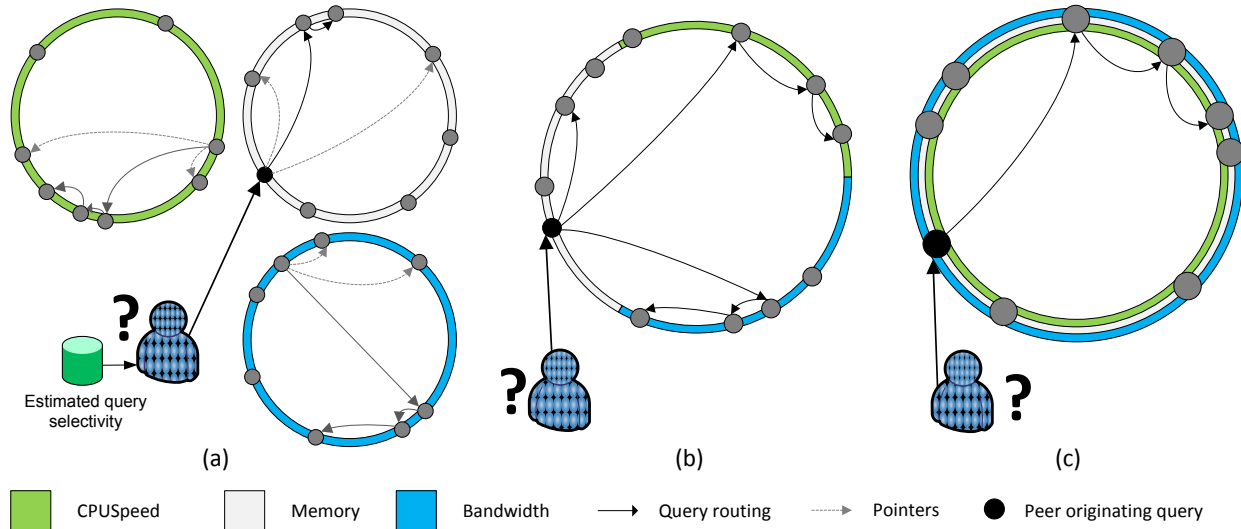 ?
Estimated query
selectivity
?
?
(a)
(b)
(c)
CPUSpeed
Memory
Bandwidth
Query routing
Pointers
Peer originating query